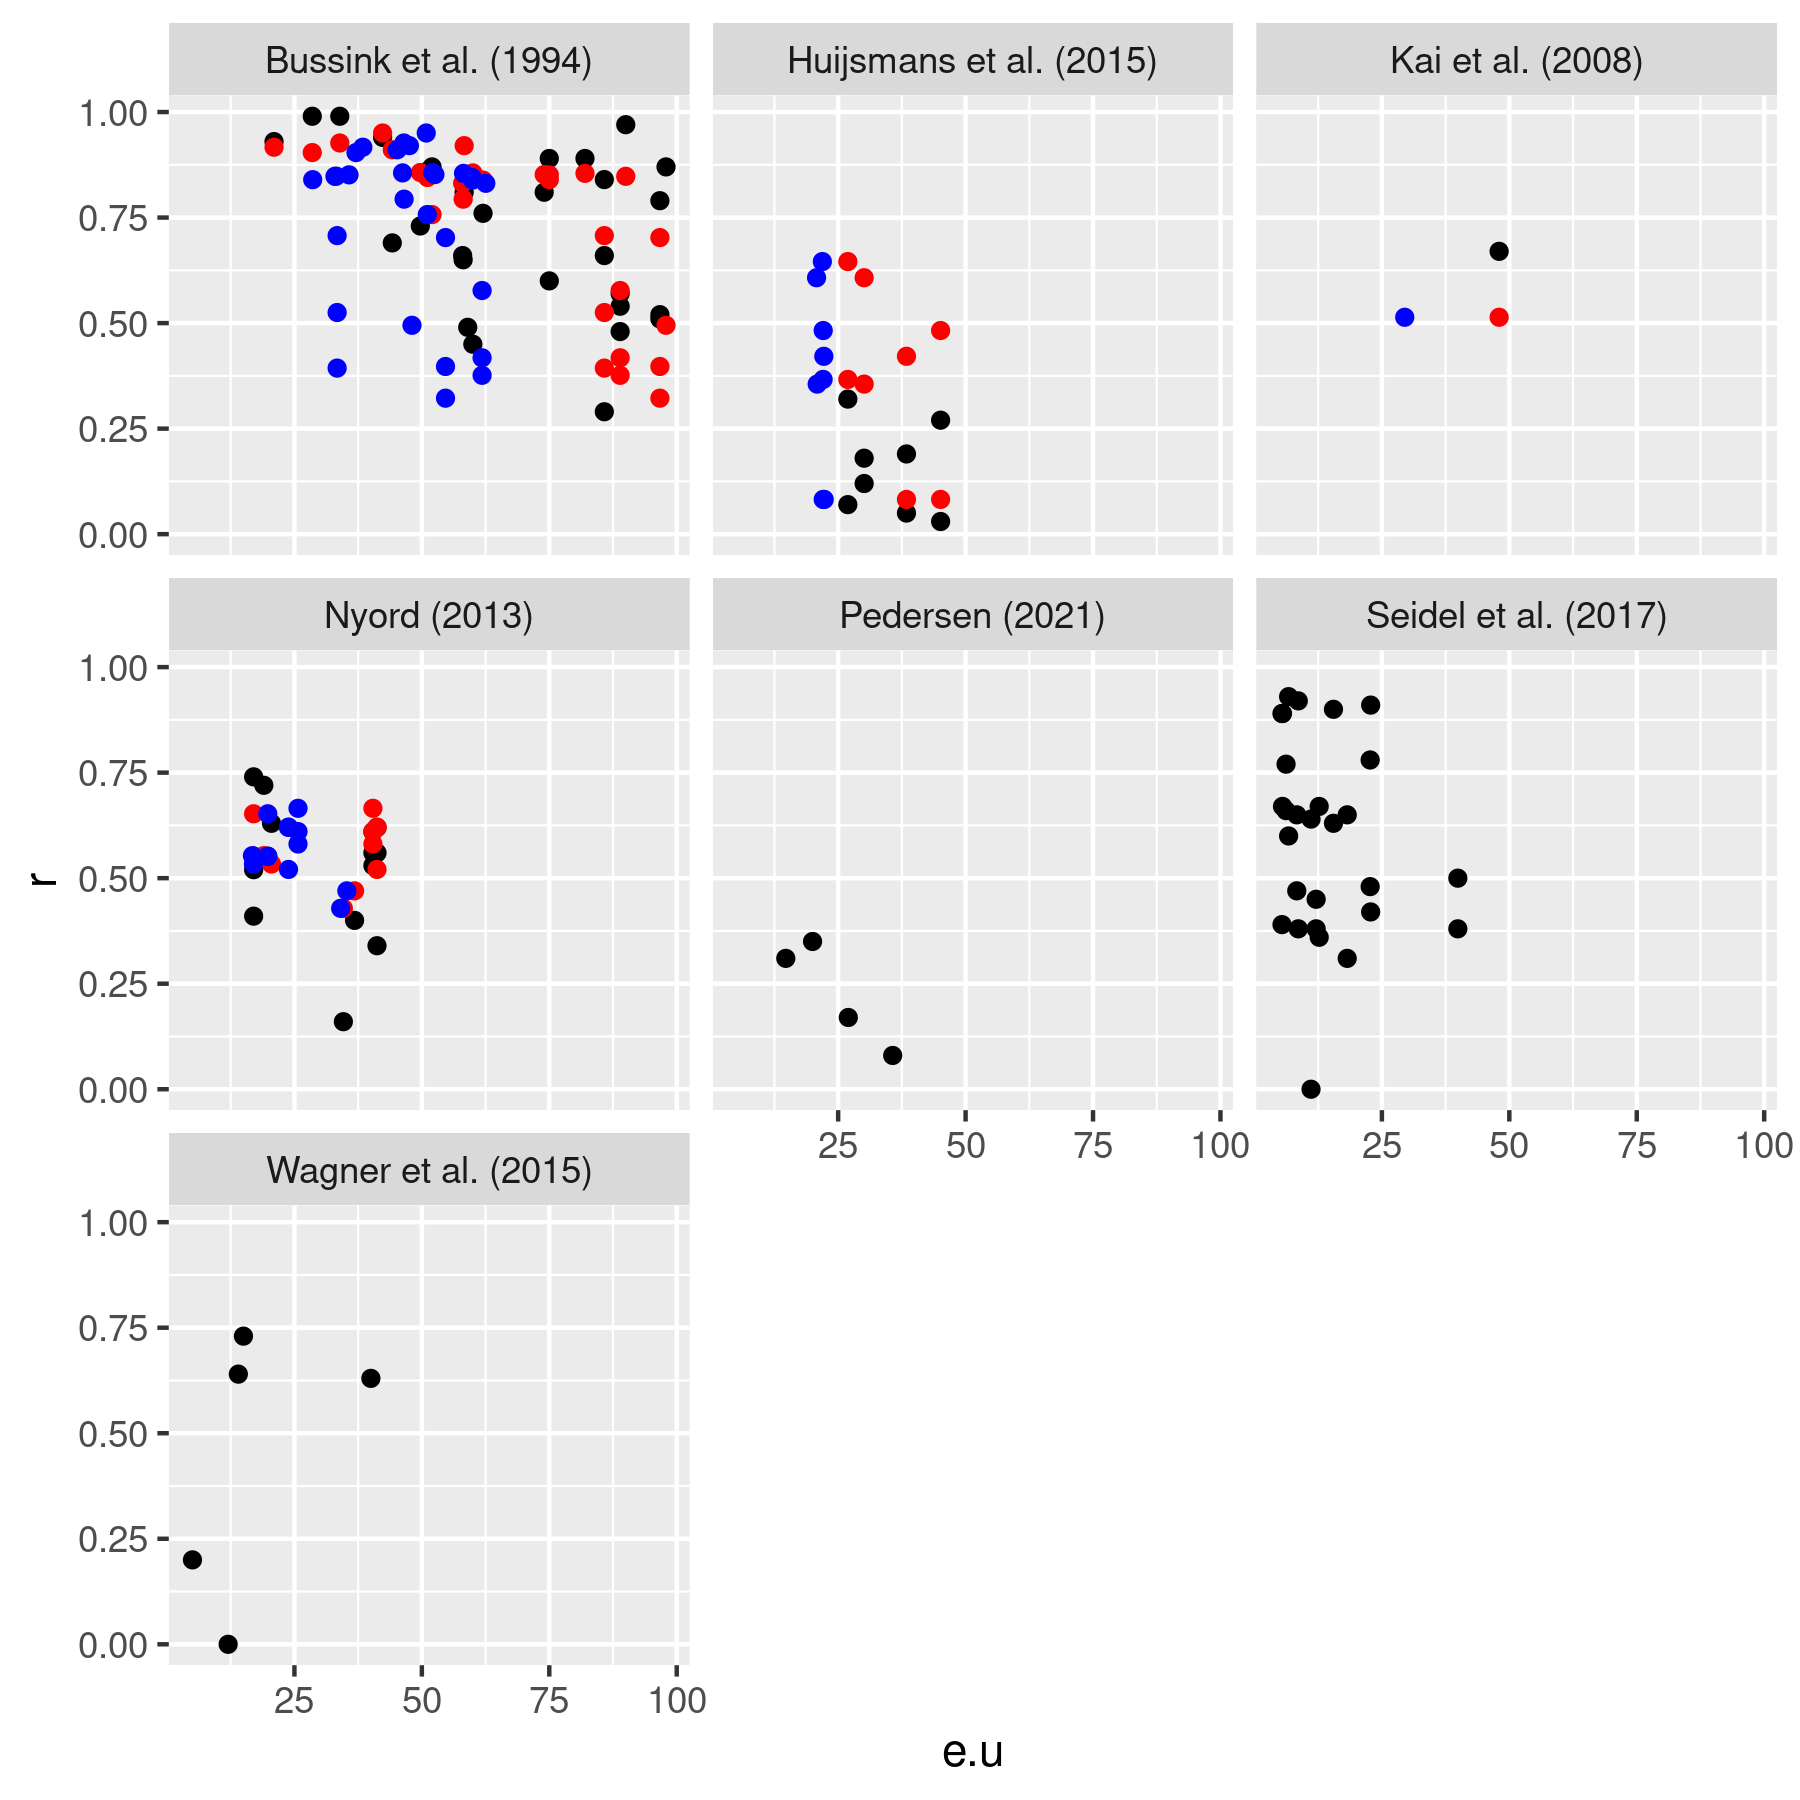 Bussink et al. (1994) Huijsmans et al. (2015) Kai et al. (2008)
1.00
0.75
0.50
0.25
0.00
Nyord (2013) Pedersen (2021) Seidel et al. (2017)
1.00
0.75
0.50
0.25
0.00
25 50 75 100 25 50 75 100
Wagner et al. (2015)
1.00
0.75
0.50
0.25
0.00
25 50 75 100
r
e.u